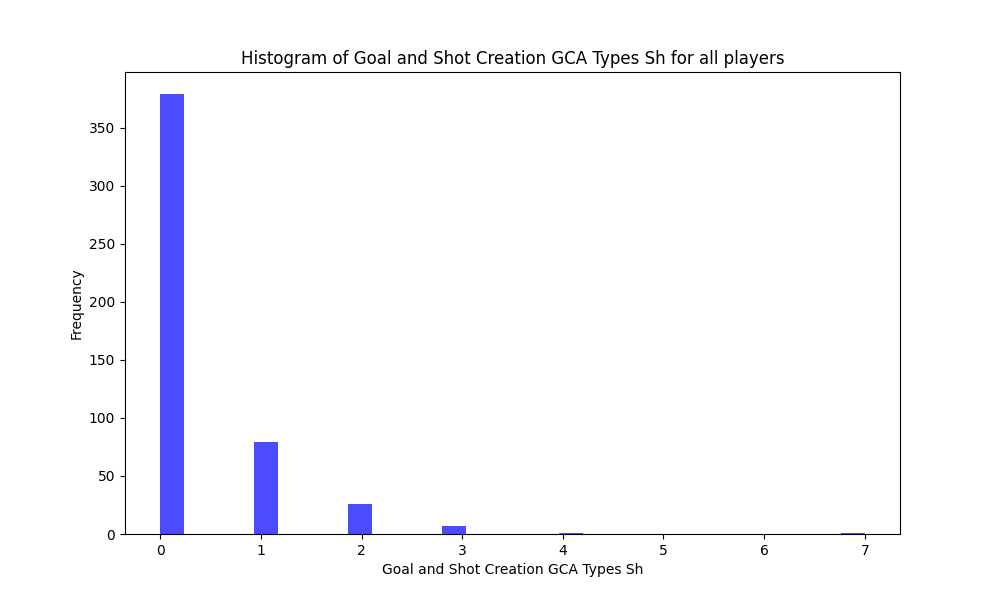 Histogram of Goal and Shot Creation GCA Types Sh for all players
Frequency
350
300
250
200
150
100
50
0
0 1 2 3 4 5 6 7
Goal and Shot Creation GCA Types Sh